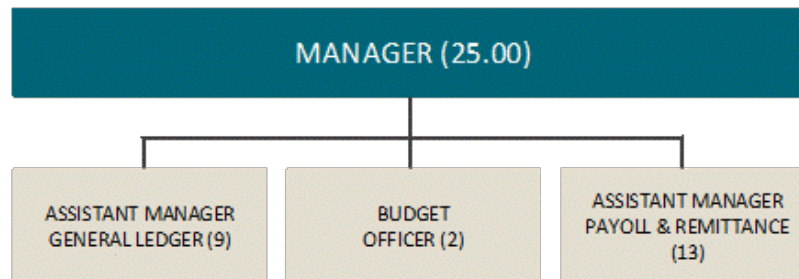 MANAGER (25.00)
ASSISTANT MANAGER
GENERAL LEDGER (9)
BUDGET
OFFICER (2)
ASSISTANT MANAGER
PAYOLL & REMITTANCE
(13)